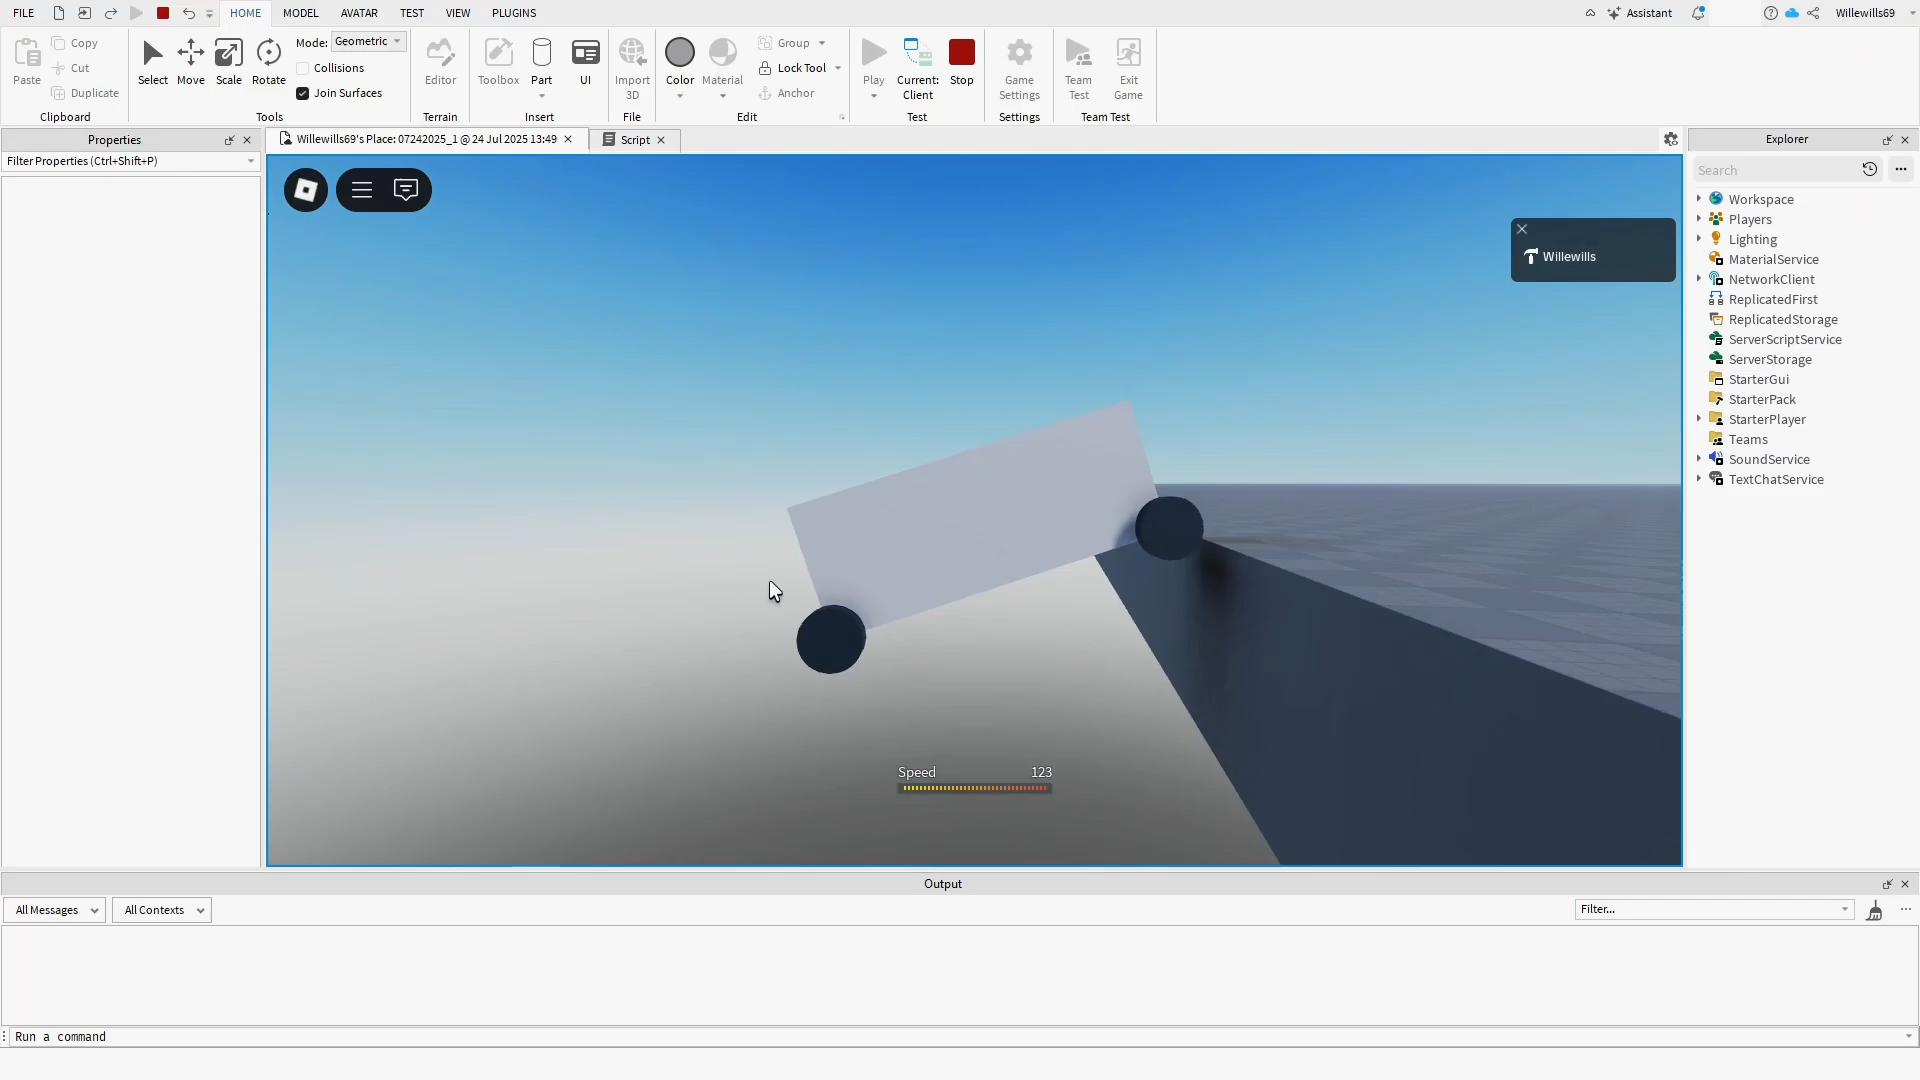 FILE HOME MODEL AVATAR TEST VIEW PLUGINS Assistant Willewills69
Paste Copy Cut Duplicate Clipboard
Select Move Scale Rotate Mode: Geometric Collisions Join Surfaces Tools
Editor Terrain
Toolbox Part UI Insert
Import 3D File
Color Material Group Lock Tool Anchor Edit
Play Current: Client Stop Test
Game Settings Settings
Team Test Exit Game Team Test
Properties
Filter Properties (Ctrl+Shift+P)
Willewills69's Place: 07242025_1 @ 24 Jul 2025 13:49 Script
Willewills
Speed 123
Explorer
Search
Workspace
Players
Lighting
MaterialService
NetworkClient
ReplicatedFirst
ReplicatedStorage
ServerScriptService
ServerStorage
StarterGui
StarterPack
StarterPlayer
Teams
SoundService
TextChatService
Output
All Messages All Contexts Filter...
Run a command